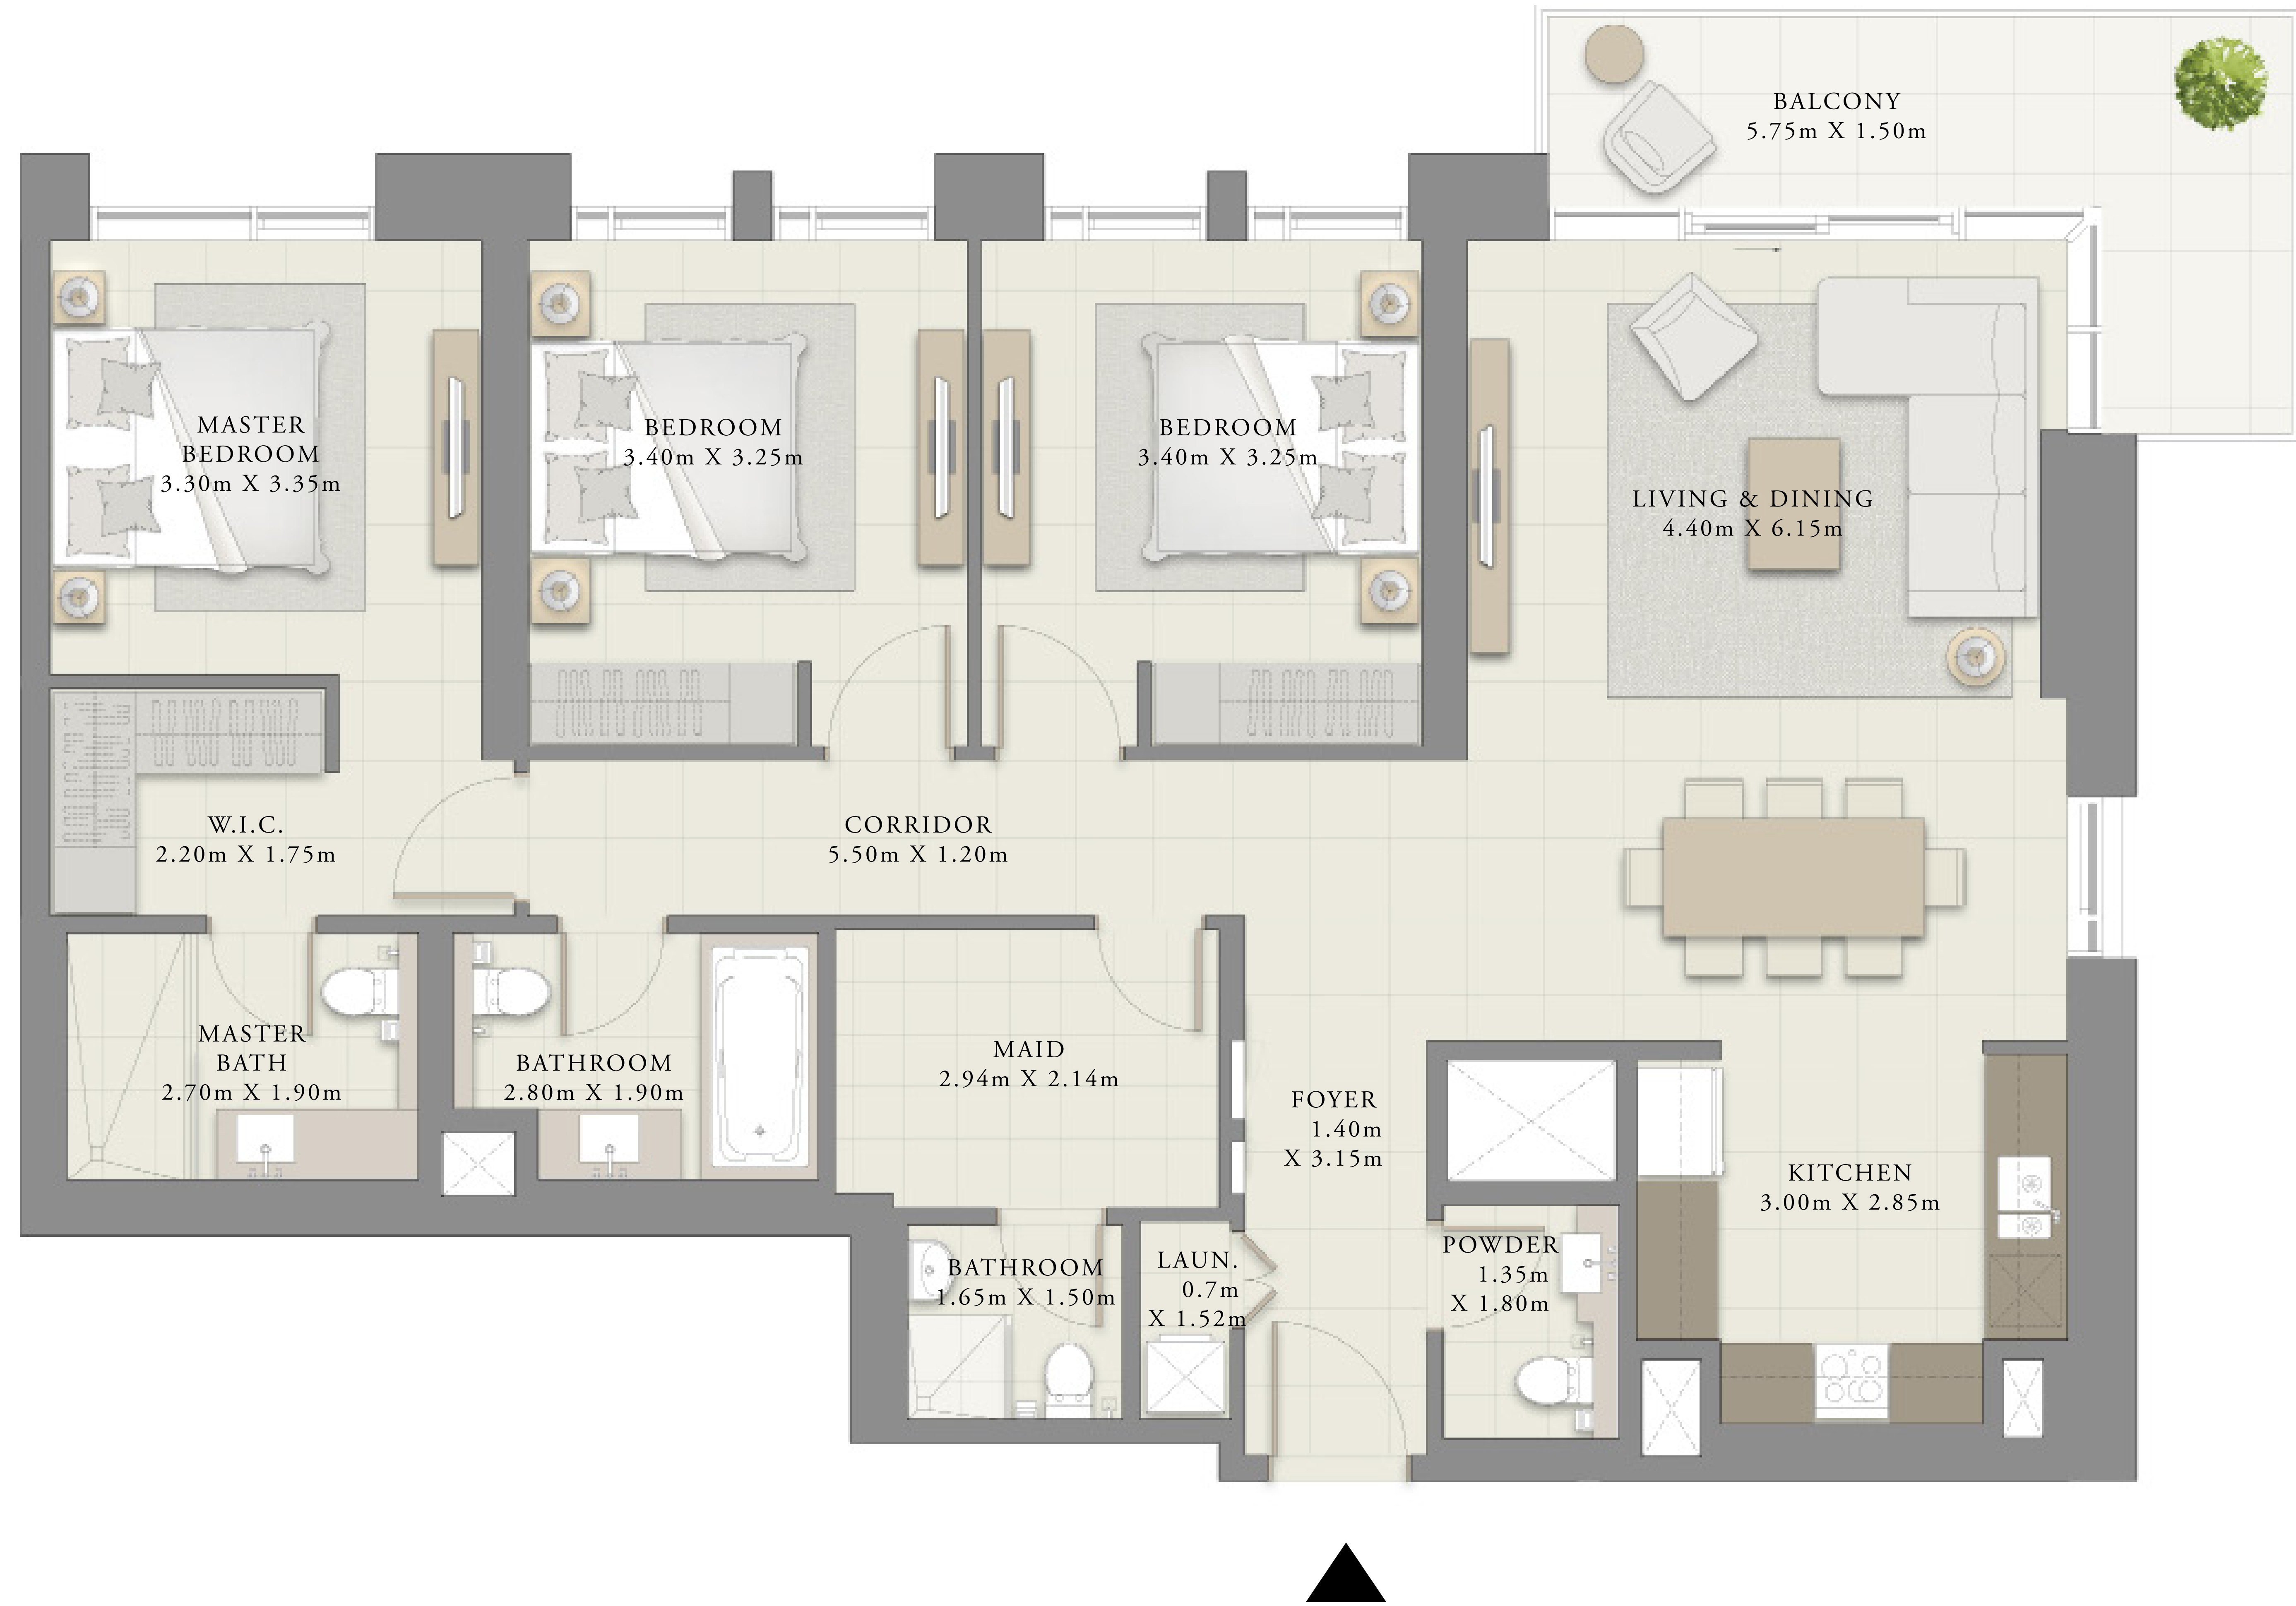 BALCONY
5.75m X 1.50m
MASTER
BEDROOM
3.30m X 3.35m
BEDROOM
3.40m X 3.25m
BEDROOM
3.40m X 3.25m
LIVING & DINING
4.40m X 6.15m
W.I.C.
2.20m X 1.75m
CORRIDOR
5.50m X 1.20m
MASTER
BATH
2.70m X 1.90m
BATHROOM
2.80m X 1.90m
MAID
2.94m X 2.14m
FOYER
1.40m
X 3.15m
KITCHEN
3.00m X 2.85m
BATHROOM
1.65m X 1.50m
LAUN.
0.7m
X 1.52m
POWDER
1.35m
X 1.80m